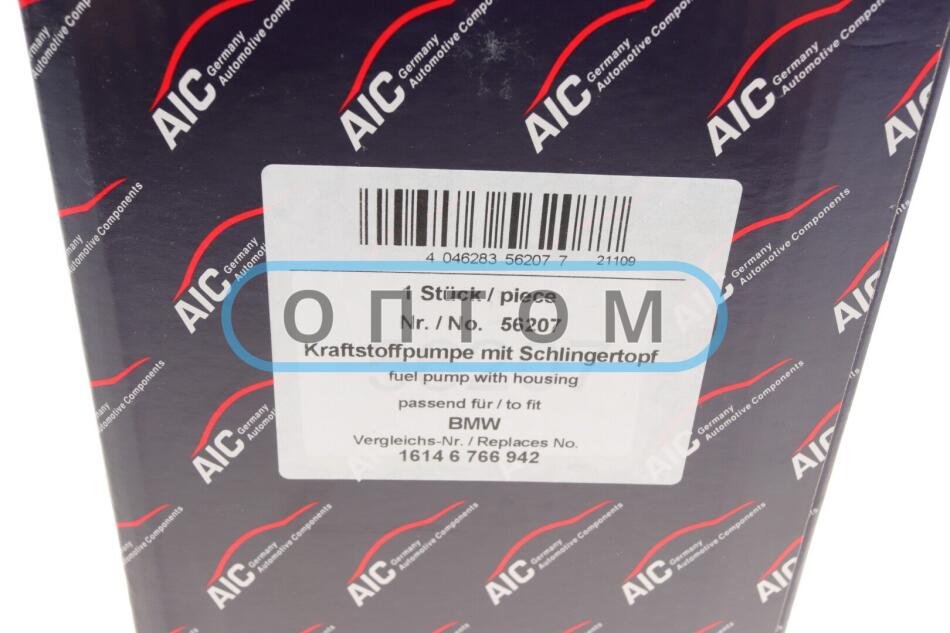 AIC Germany Automotive Components
4 046283 56207 7 21109
1 Stück / piece
ОПТОМ
Nr. / No. 56207
Kraftstoffpumpe mit Schlingertopf
fuel pump with housing
passend für / to fit
BMW
Vergleichs-Nr. / Replaces No.
1614 6 766 942